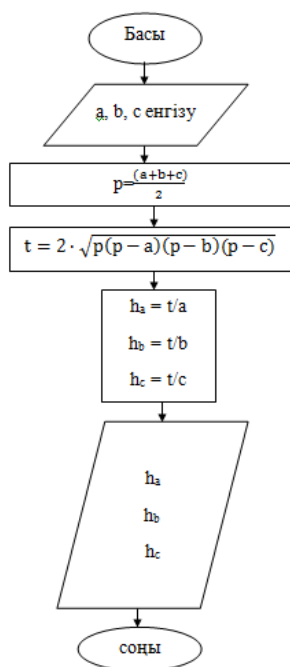 Басы
a, b, c енгізу
p=(a+b+c)/2
t = 2 · √p(p − a)(p − b)(p − c)
hₐ = t/a
h_b = t/b
h_c = t/c
hₐ
h_b
h_c
соңы